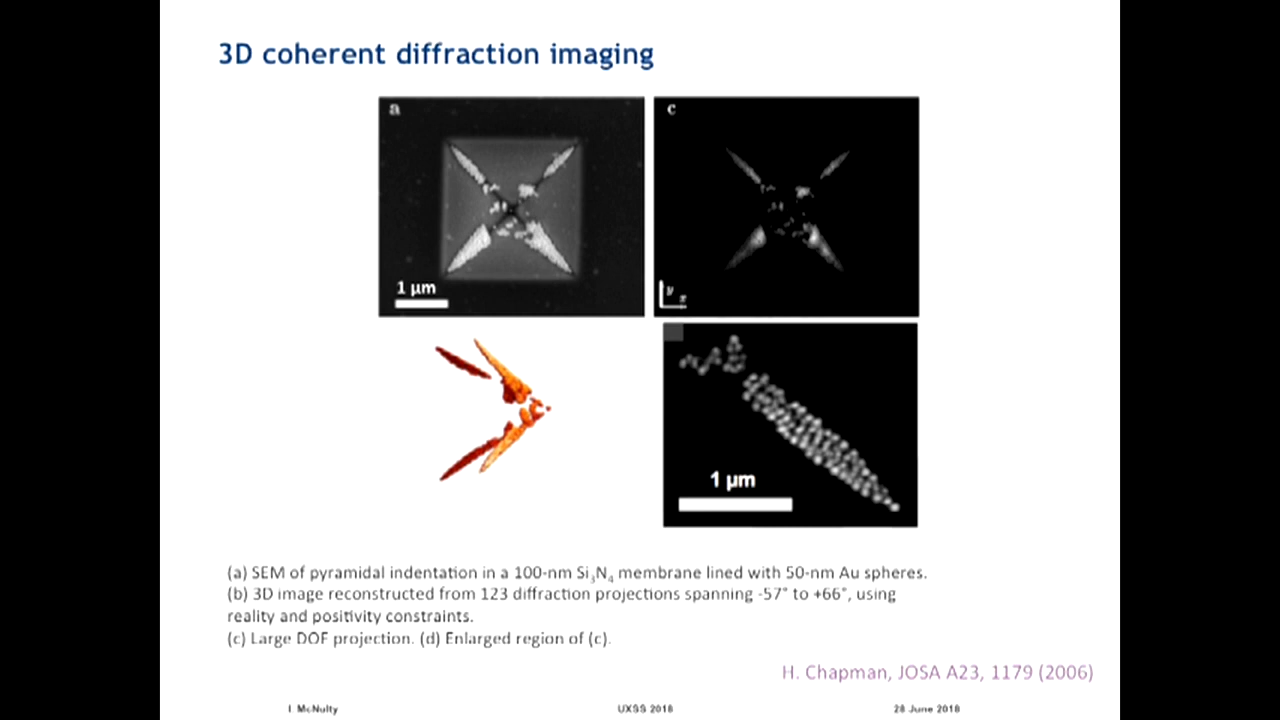 3D coherent diffraction imaging
a
c
1 µm
y
x
1 µm
(a) SEM of pyramidal indentation in a 100-nm Si₃N₄ membrane lined with 50-nm Au spheres.
(b) 3D image reconstructed from 123 diffraction projections spanning -57˚ to +66˚, using
reality and positivity constraints.
(c) Large DOF projection. (d) Enlarged region of (c).
H. Chapman, JOSA A23, 1179 (2006)
I McNulty
UXSS 2018
28 June 2018